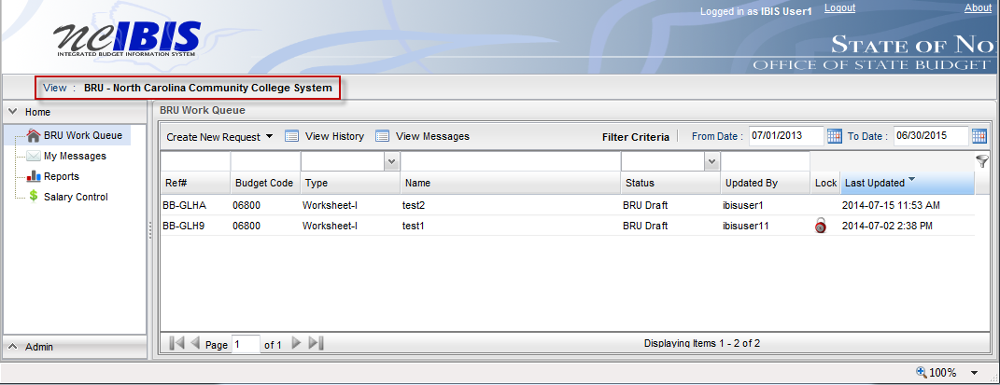 Logged in as IBIS User1 Logout About
ncIBIS
INTEGRATED BUDGET INFORMATION SYSTEM
STATE OF NO
OFFICE OF STATE BUDGET
View : BRU - North Carolina Community College System
Home
BRU Work Queue
My Messages
Reports
Salary Control
Admin
BRU Work Queue
Create New Request View History View Messages Filter Criteria From Date : 07/01/2013 To Date : 06/30/2015
Ref# Budget Code Type Name Status Updated By Lock Last Updated
BB-GLHA 06800 Worksheet-I test2 BRU Draft ibisuser1 2014-07-15 11:53 AM
BB-GLH9 06800 Worksheet-I test1 BRU Draft ibisuser11 2014-07-02 2:38 PM
Page 1 of 1 Displaying Items 1 - 2 of 2
100%